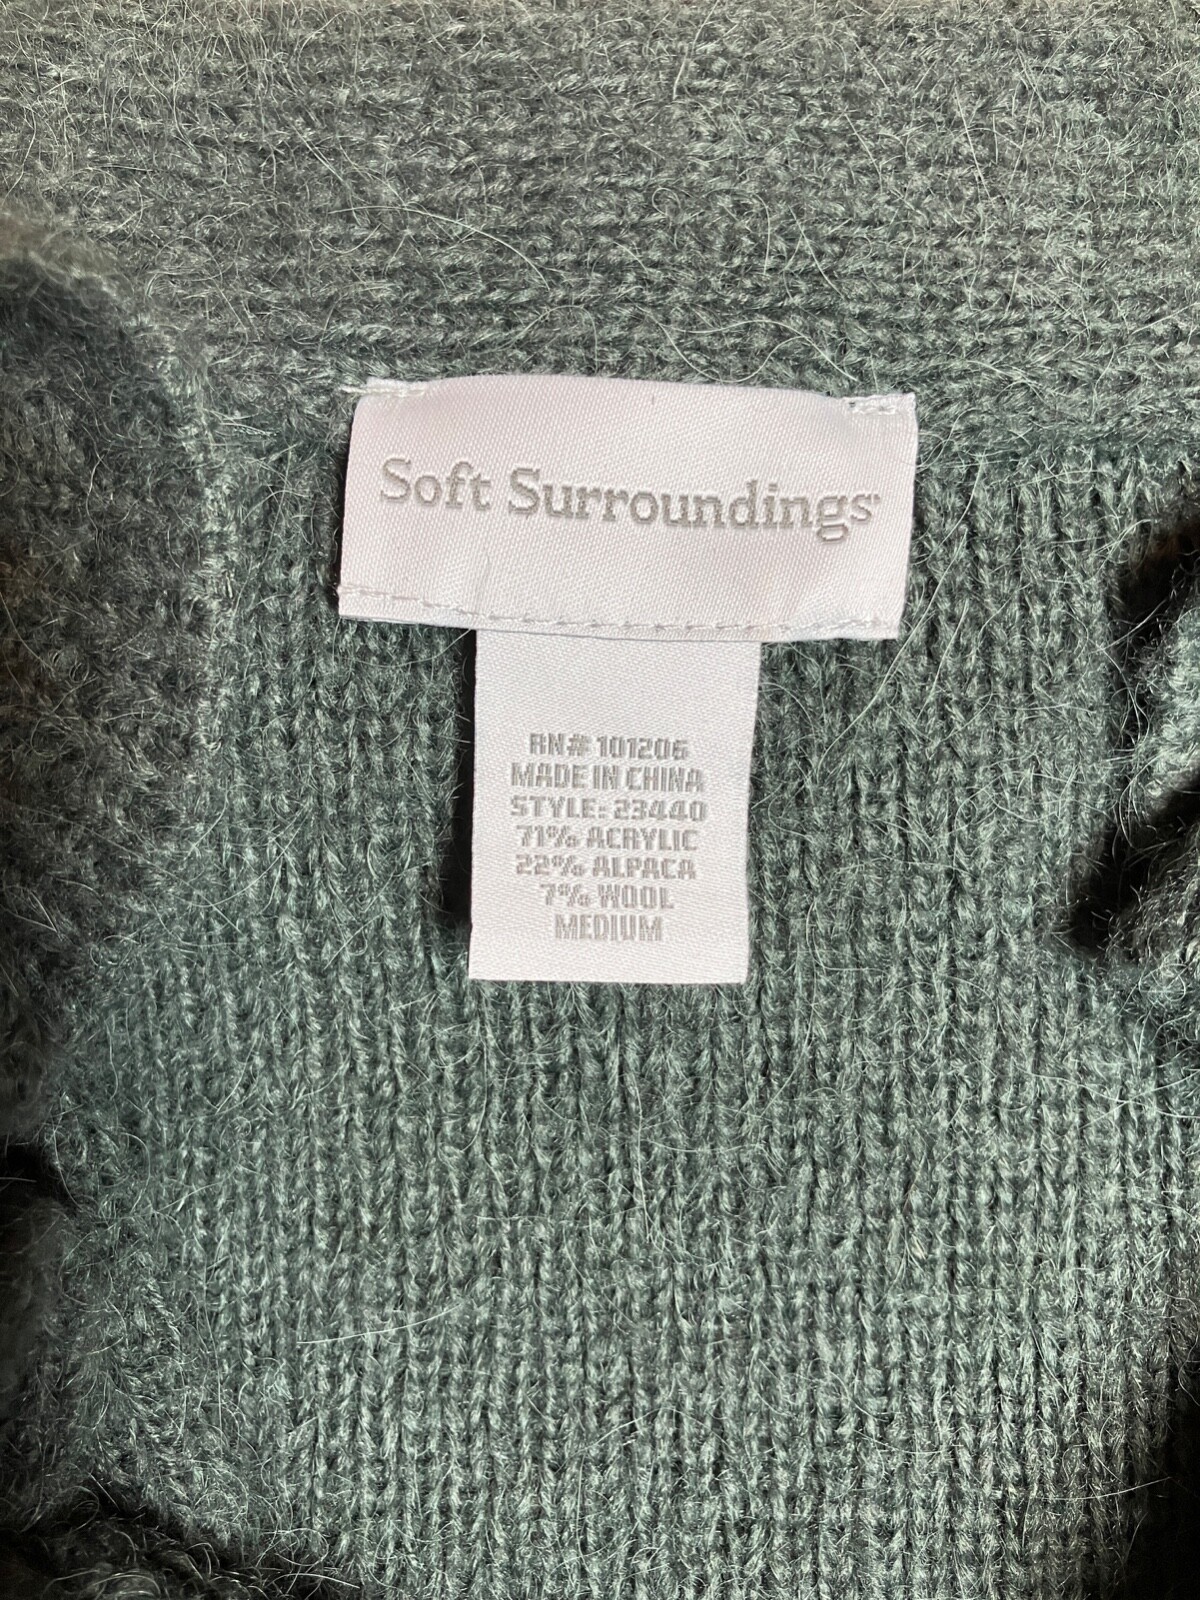 Soft Surroundings
RN# 101206
MADE IN CHINA
STYLE: 23440
71% ACRYLIC
22% ALPACA
7% WOOL
MEDIUM